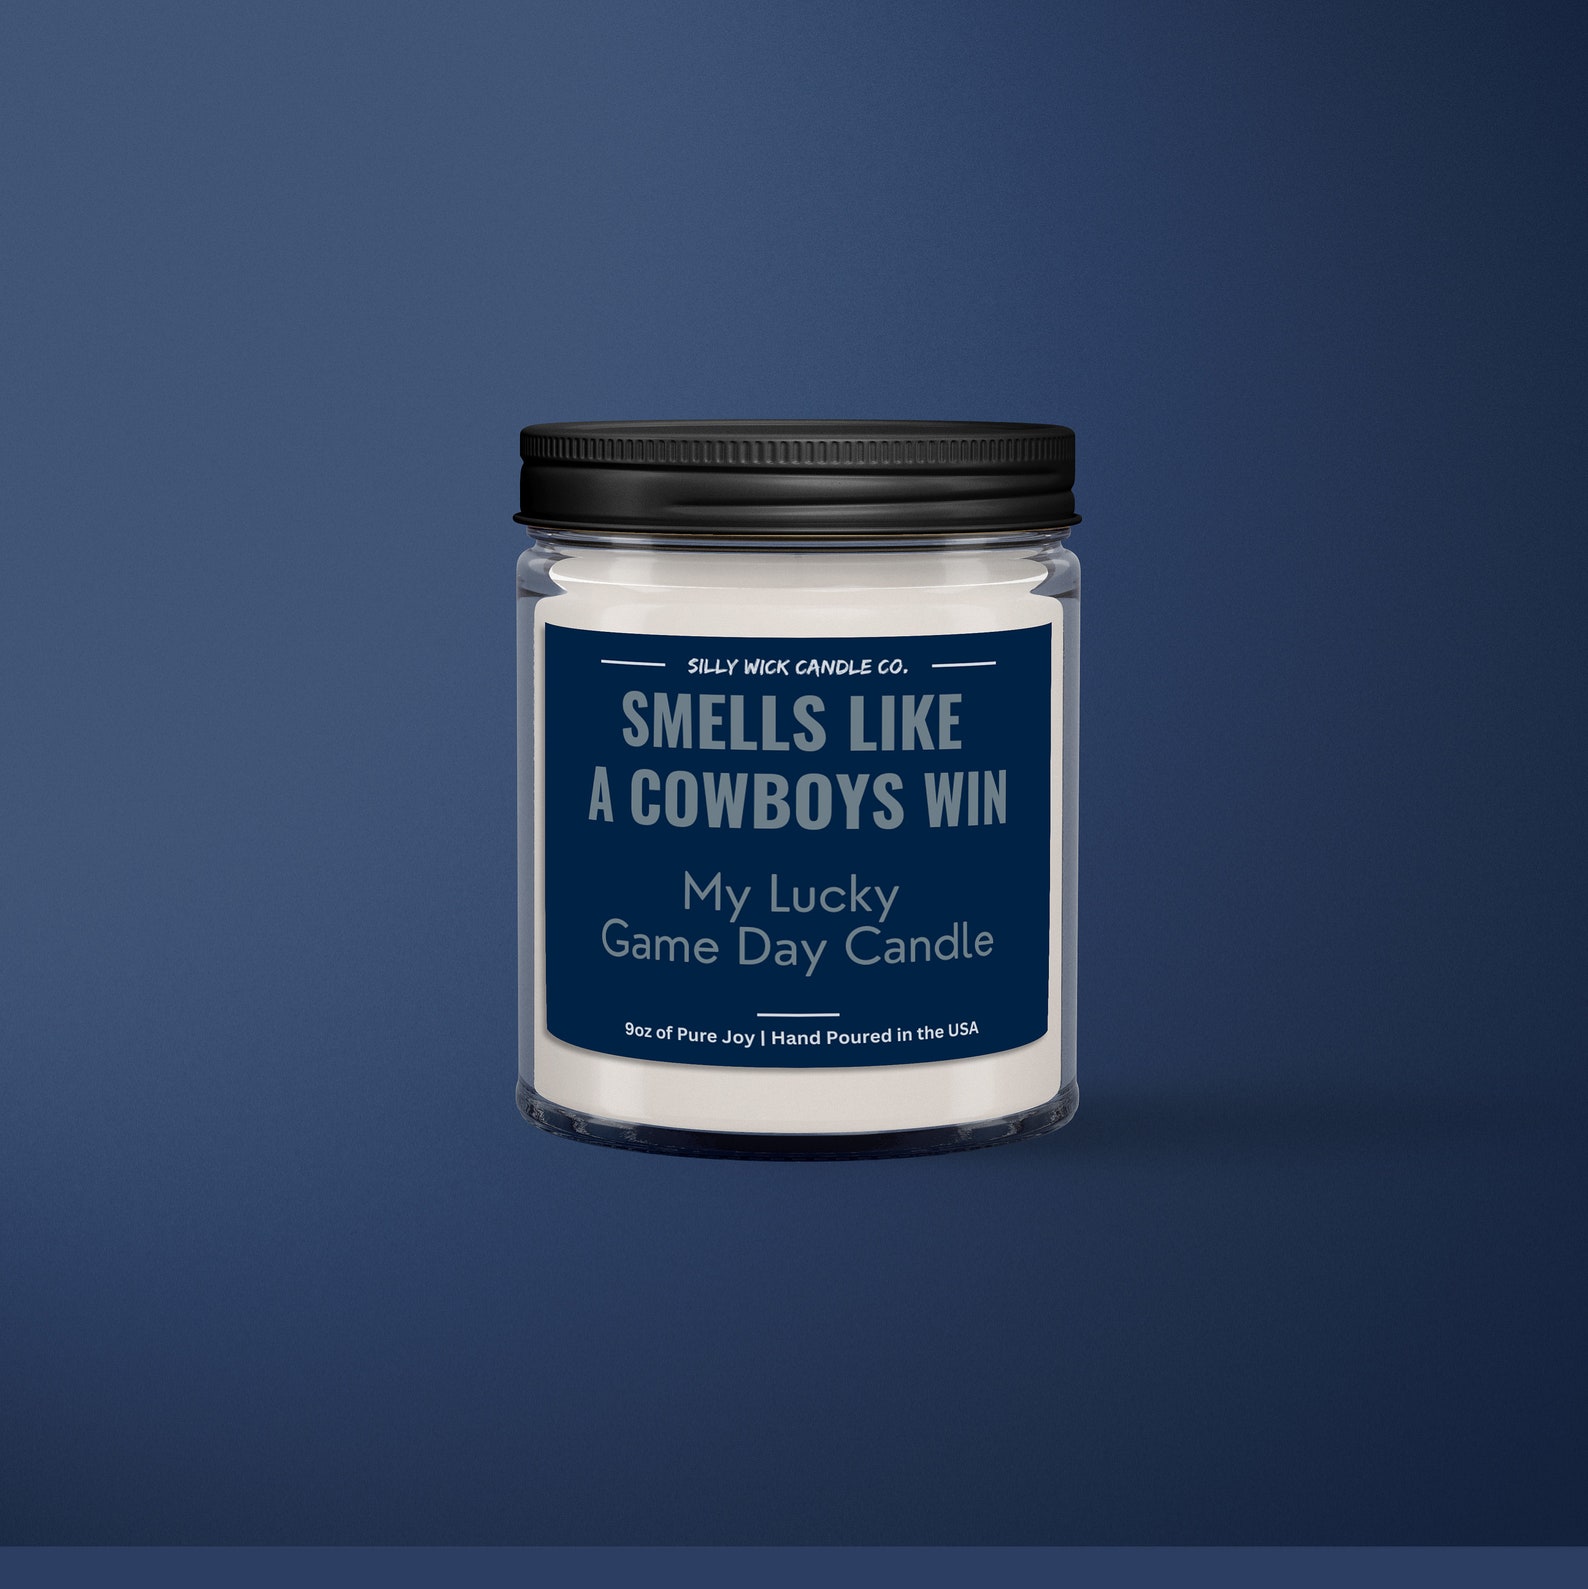 SILLY WICK CANDLE CO.
SMELLS LIKE
A COWBOYS WIN
My Lucky
Game Day Candle
9oz of Pure Joy | Hand Poured in the USA